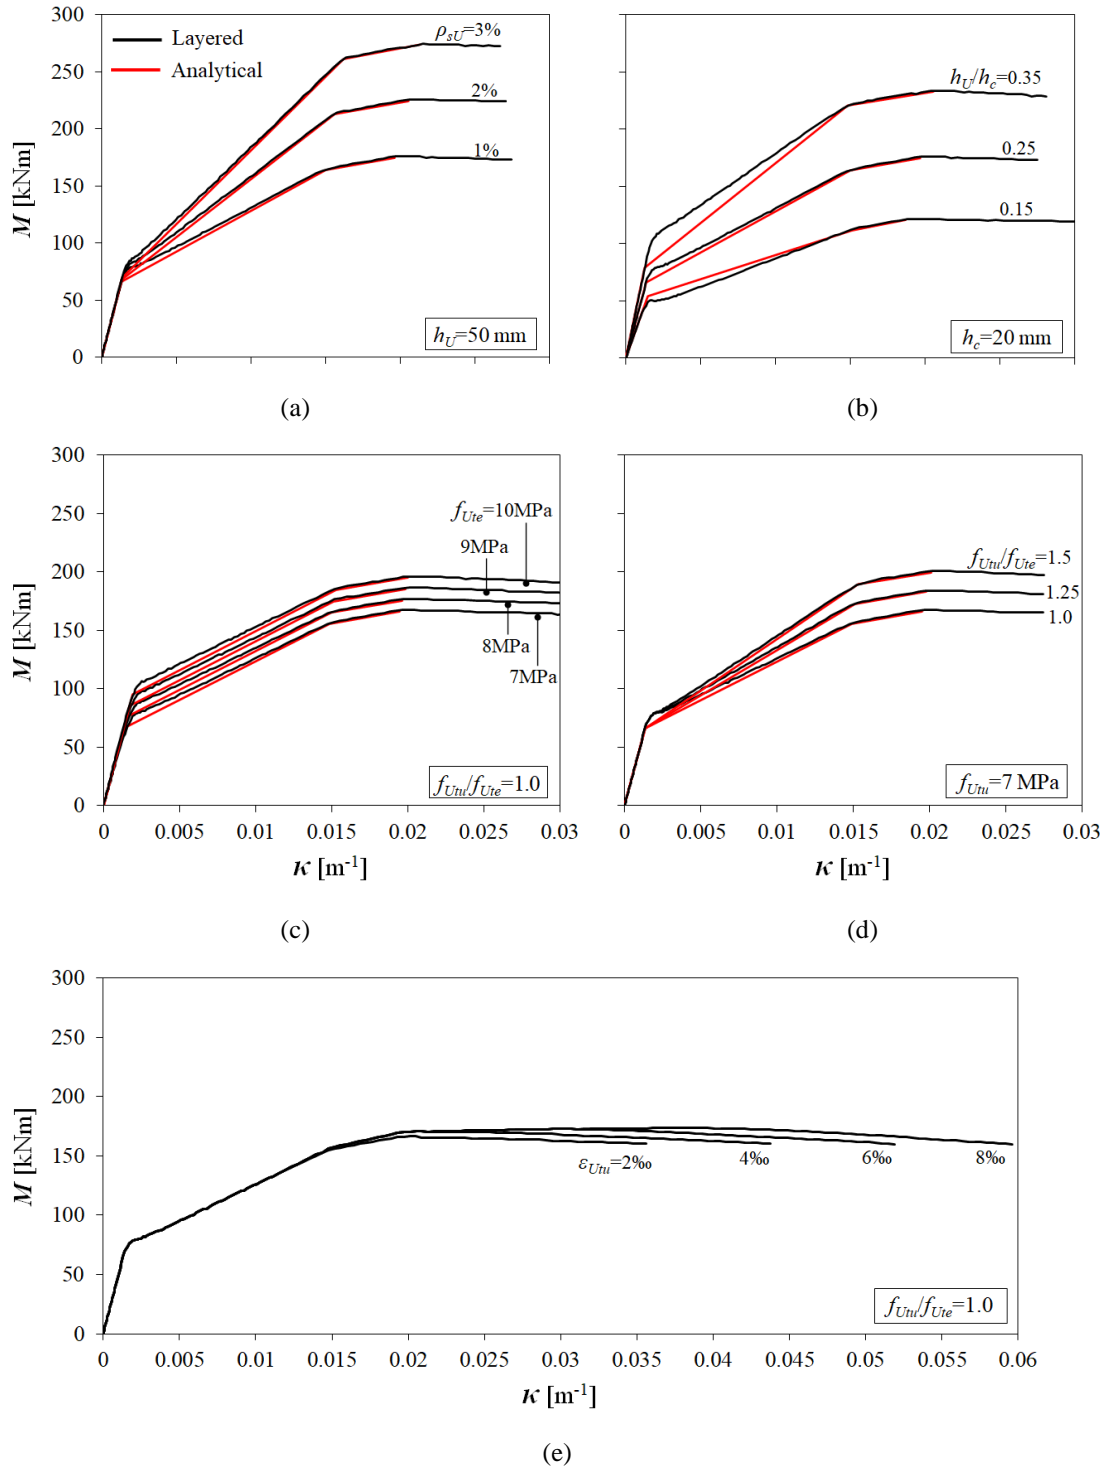 300
250
200
150
100
50
0
M [kNm]
Layered
Analytical
ρsU=3%
2%
1%
hU=50 mm
(a)
hU/hc=0.35
0.25
0.15
hc=20 mm
(b)
300
250
200
150
100
50
0
M [kNm]
fUte=10MPa
9MPa
8MPa
7MPa
fUtu/fUte=1.0
0 0.005 0.01 0.015 0.02 0.025 0.03
κ [m-1]
(c)
fUtu/fUte=1.5
1.25
1.0
fUtu=7 MPa
0 0.005 0.01 0.015 0.02 0.025 0.03
κ [m-1]
(d)
300
250
200
150
100
50
0
M [kNm]
εUtu=2‰ 4‰ 6‰ 8‰
fUtu/fUte=1.0
0 0.005 0.01 0.015 0.02 0.025 0.03 0.035 0.04 0.045 0.05 0.055 0.06
κ [m-1]
(e)